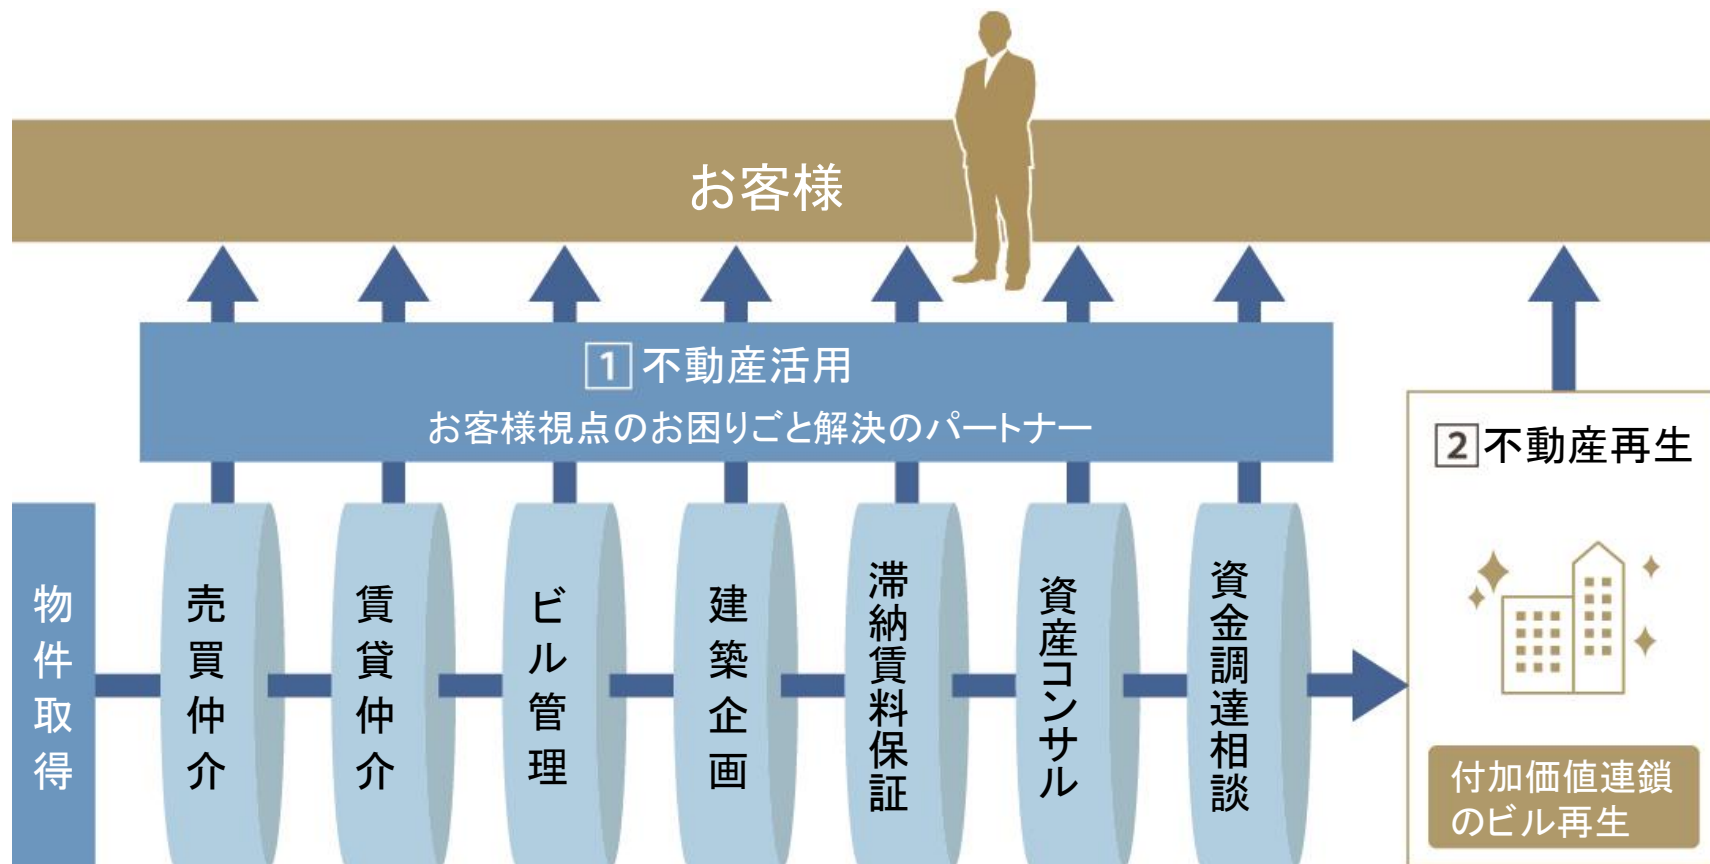 お客様
1 不動産活用
お客様視点のお困りごと解決のパートナー
2 不動産再生
物件取得
売買仲介
賃貸仲介
ビル管理
建築企画
滞納賃料保証
資産コンサル
資金調達相談
付加価値連鎖
のビル再生